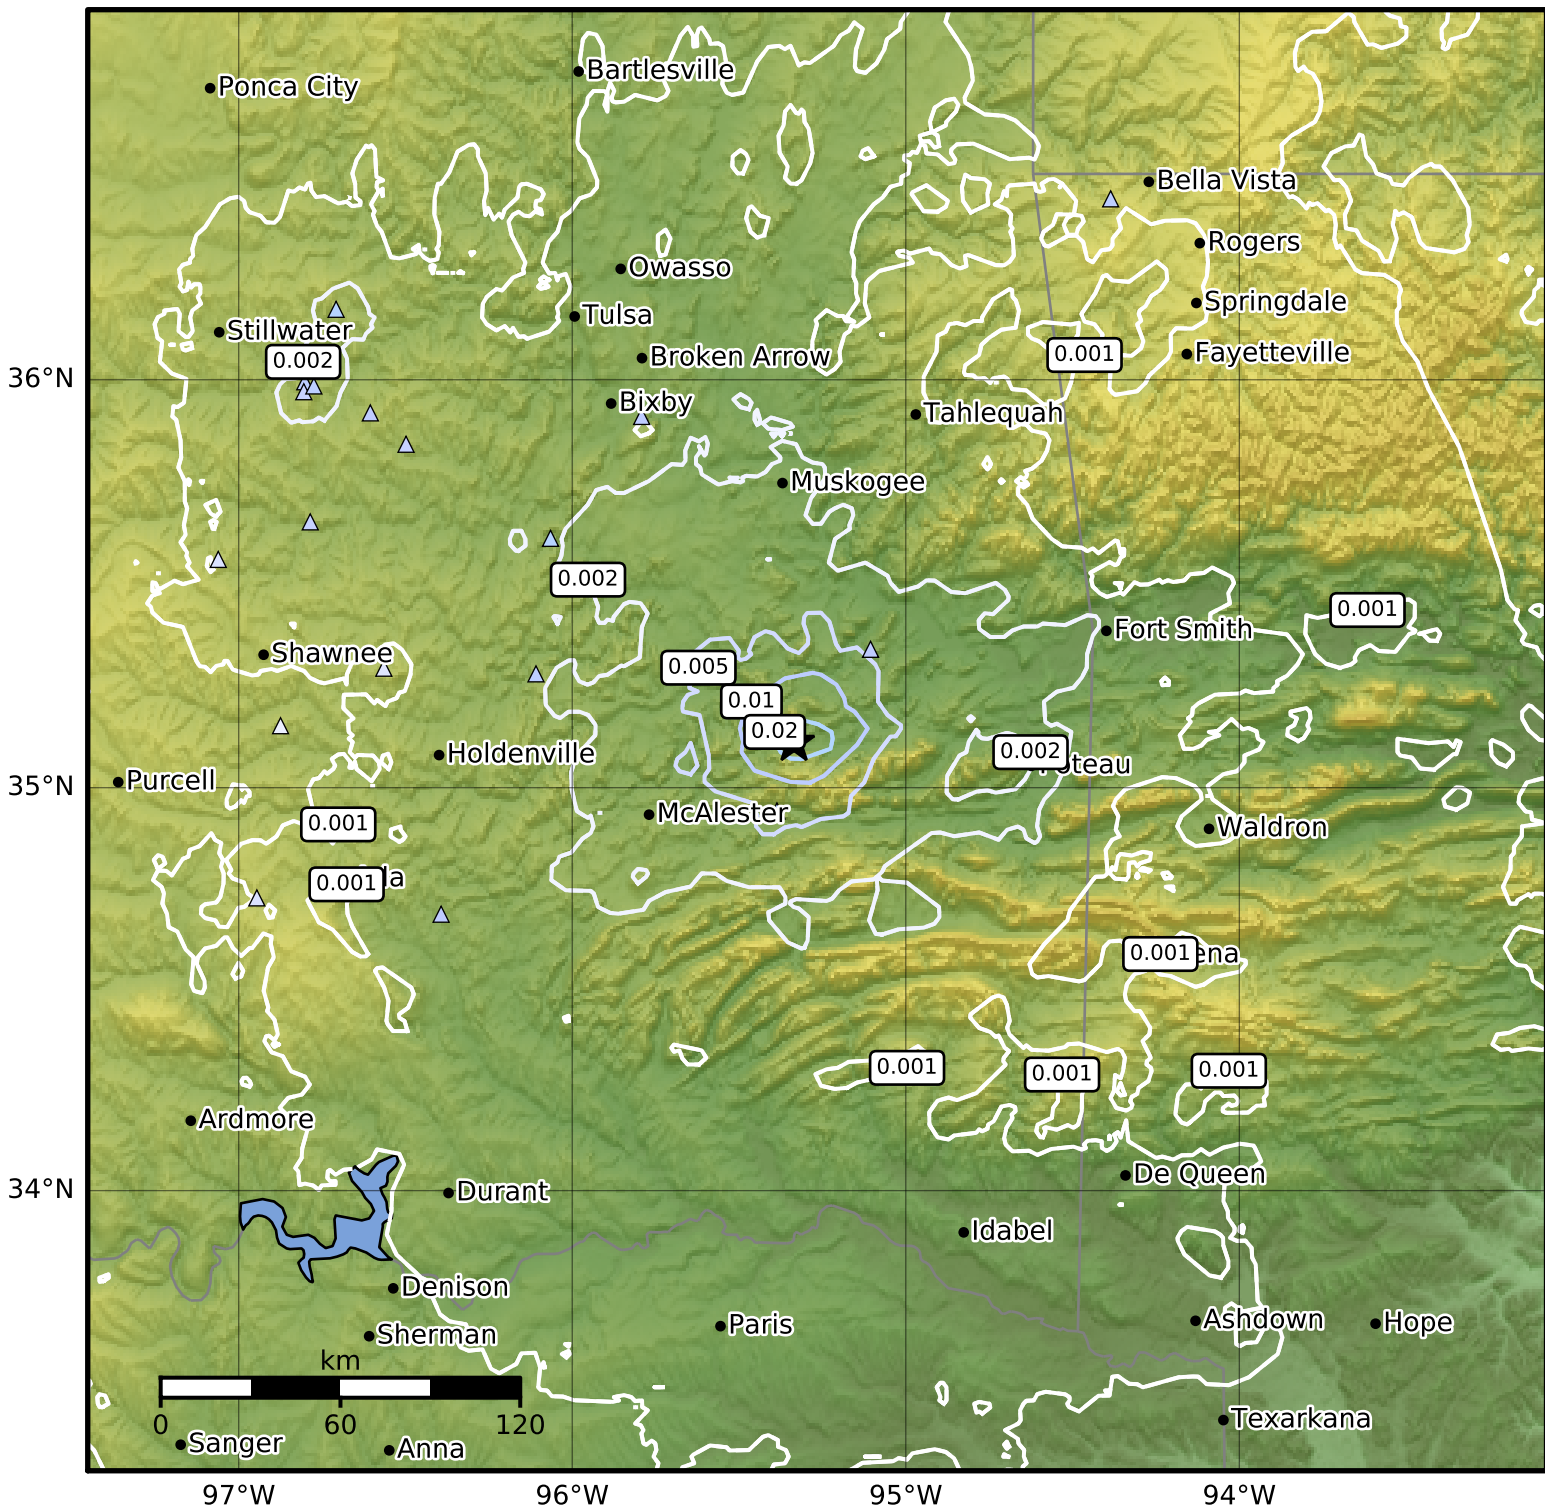 Bartlesville
Ponca City
Bella Vista
Rogers
Owasso
Springdale
Tulsa
Stillwater
0.002
0.001
Fayetteville
Broken Arrow
36°N
Bixby
Tahlequah
Muskogee
0.002
0.001
Fort Smith
Shawnee
0.005
0.01
0.02
0.002
Holdenville
Poteau
Purcell
35°N
McAlester
0.001
Waldron
0.001
0.001
0.001
0.001
0.001
Ardmore
De Queen
34°N
Durant
Idabel
Denison
Ashdown
Hope
Paris
Sherman
km
0 60 120
Texarkana
Sanger
Anna
97°W 96°W 95°W 94°W